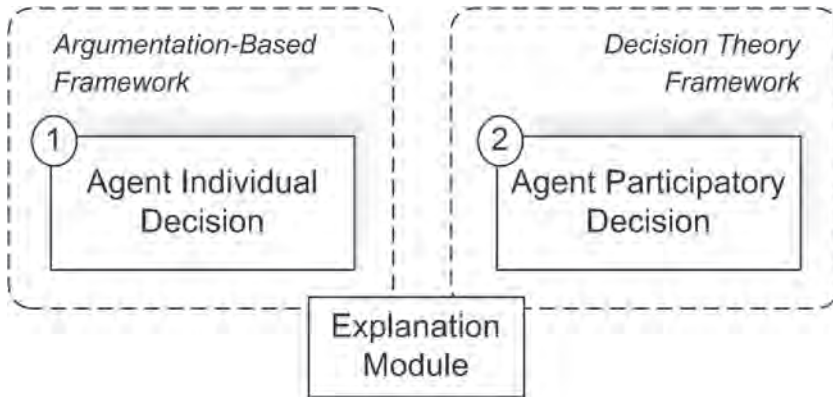 Argumentation-Based
Framework
1
Agent Individual
Decision
Decision Theory
Framework
2
Agent Participatory
Decision
Explanation
Module